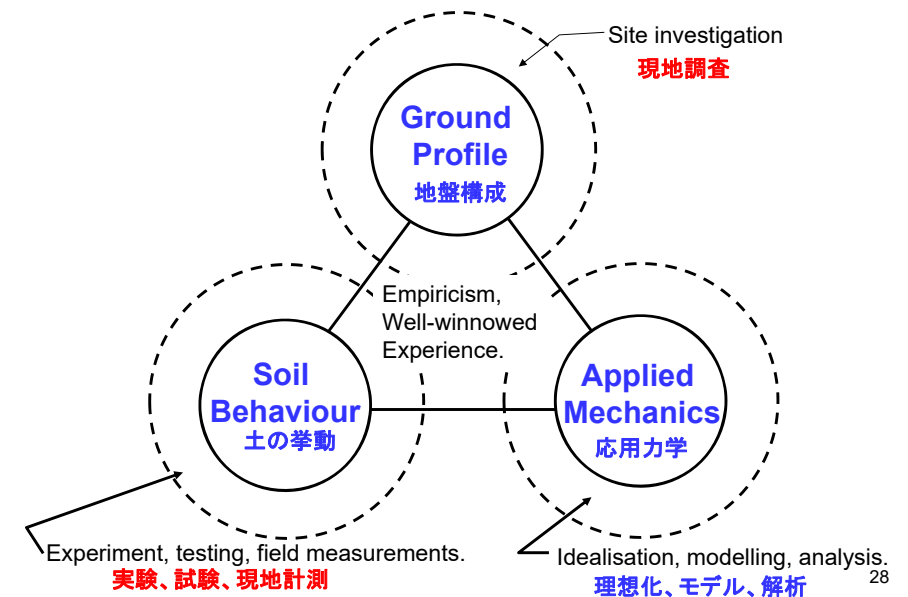 Site investigation
現地調査
Ground
Profile
地盤構成
Empiricism,
Well-winnowed
Experience.
Soil
Behaviour
土の挙動
Applied
Mechanics
応用力学
Experiment, testing, field measurements.
実験、試験、現地計測
Idealisation, modelling, analysis.
理想化、モデル、解析
28